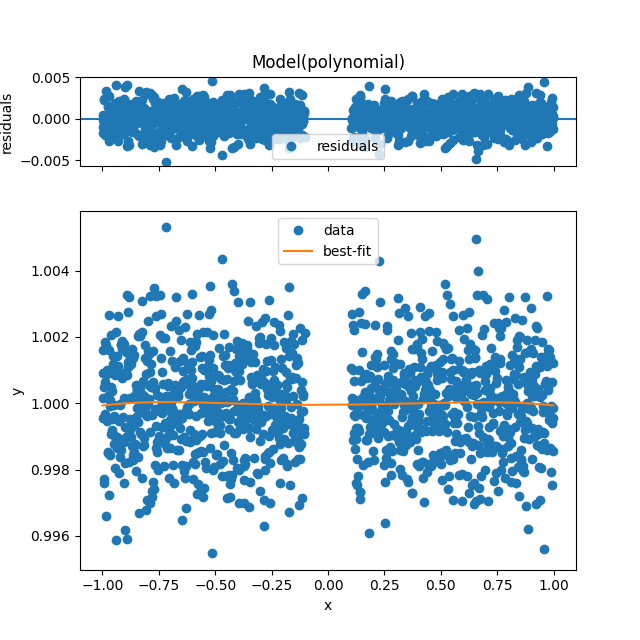 Model(polynomial)
0.005
0.000
−0.005
residuals
residuals
data
best-fit
1.004
1.002
1.000
0.998
0.996
y
−1.00 −0.75 −0.50 −0.25 0.00 0.25 0.50 0.75 1.00
x